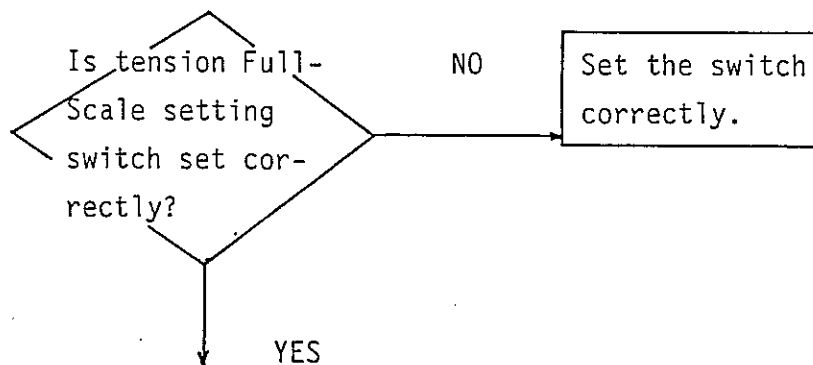 Is tension Full-
Scale setting
switch set cor-
rectly?
NO
Set the switch
correctly.
YES